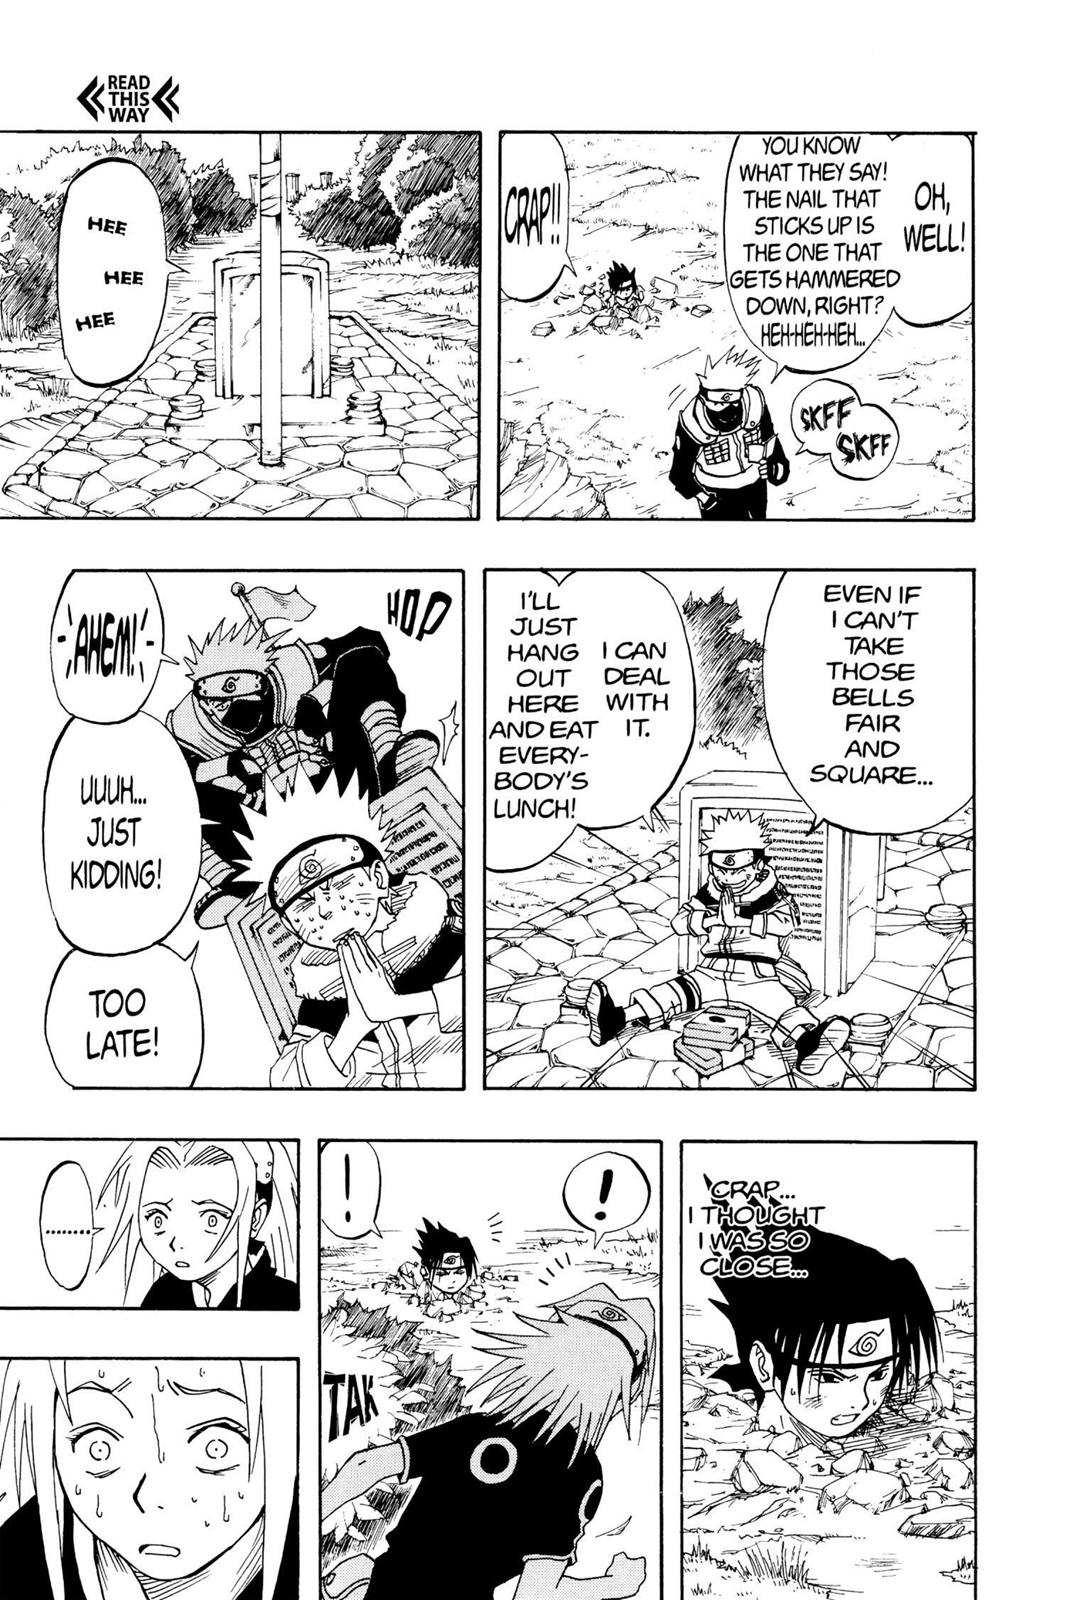 READ
THIS
WAY
OH,
WELL!
YOU KNOW
WHAT THEY SAY!
THE NAIL THAT
STICKS UP IS
THE ONE THAT
GETS HAMMERED
DOWN, RIGHT?
HEH-HEH-HEH...
SKFF
SKFF
CRAP!!
HEE
HEE
HEE
EVEN IF
I CAN'T
TAKE
THOSE
BELLS
FAIR
AND
SQUARE...
I CAN
DEAL
WITH
IT.
I'LL
JUST
HANG
OUT
HERE
AND EAT
EVERY-
BODY'S
LUNCH!
HOP
AHEM!
UUUH...
JUST
KIDDING!
TOO
LATE!
CRAP...
I THOUGHT
I WAS SO
CLOSE...
!
!
TAK
.........